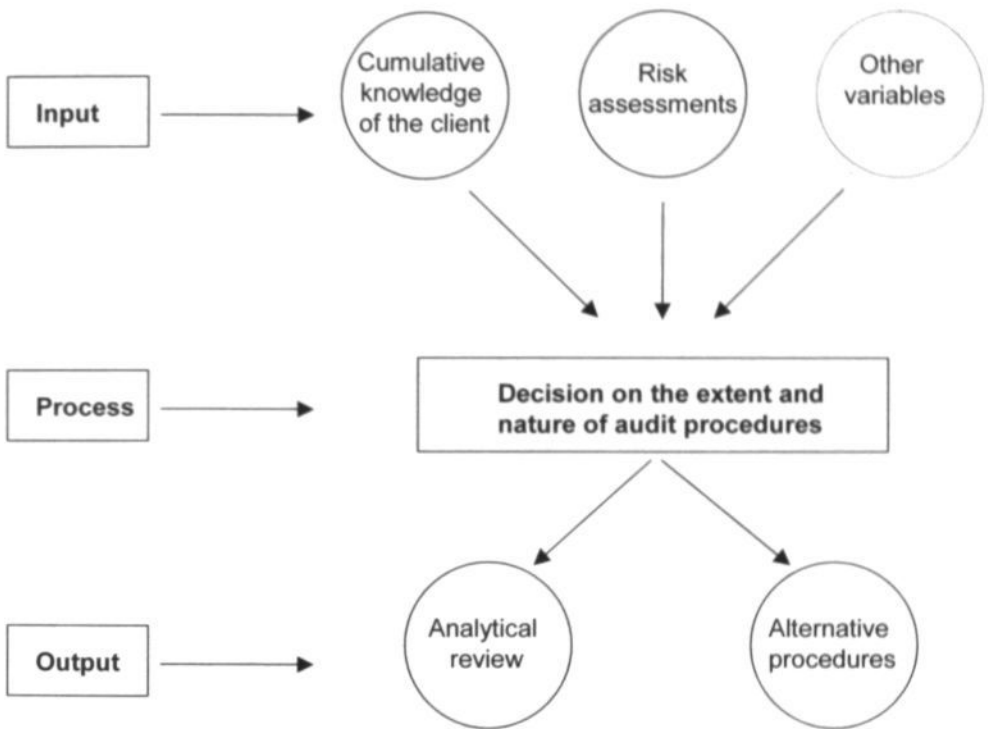 Input
Cumulative
knowledge
of the client
Risk
assessments
Other
variables
Process
Decision on the extent and
nature of audit procedures
Output
Analytical
review
Alternative
procedures